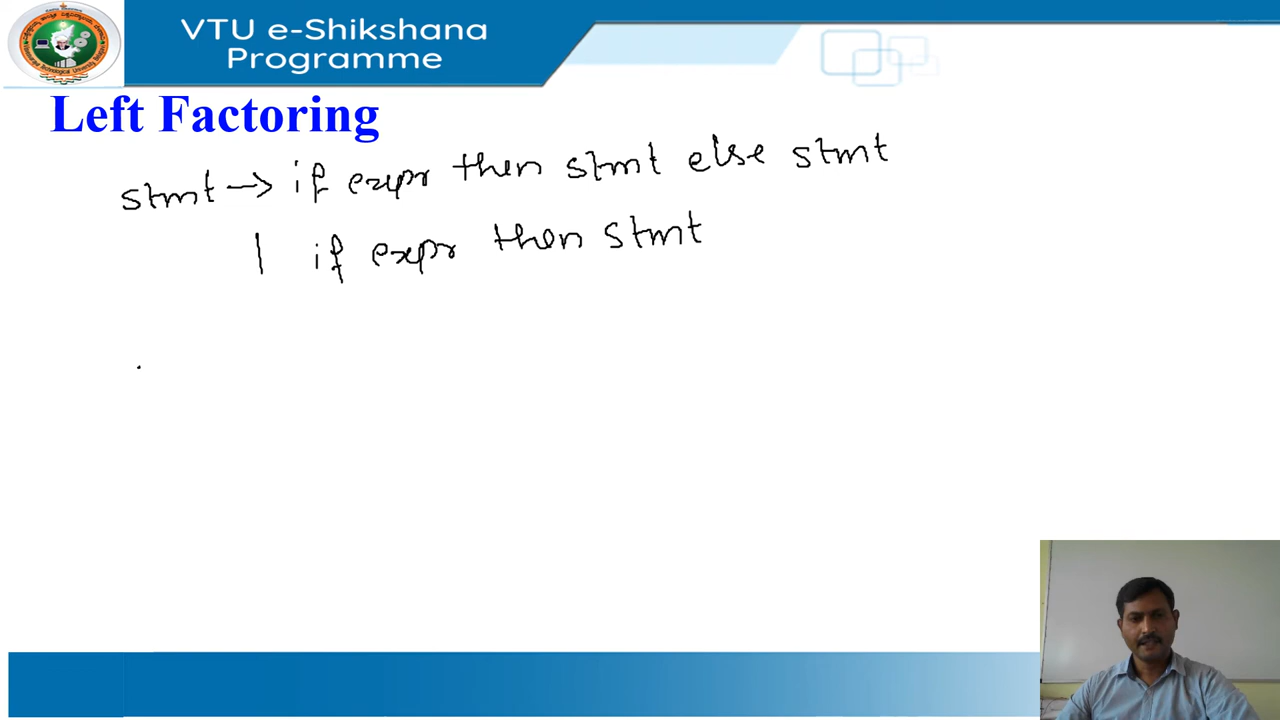 VTU e-Shikshana
Programme
Left Factoring
stmt → if expr then stmt else stmt
| if expr then stmt